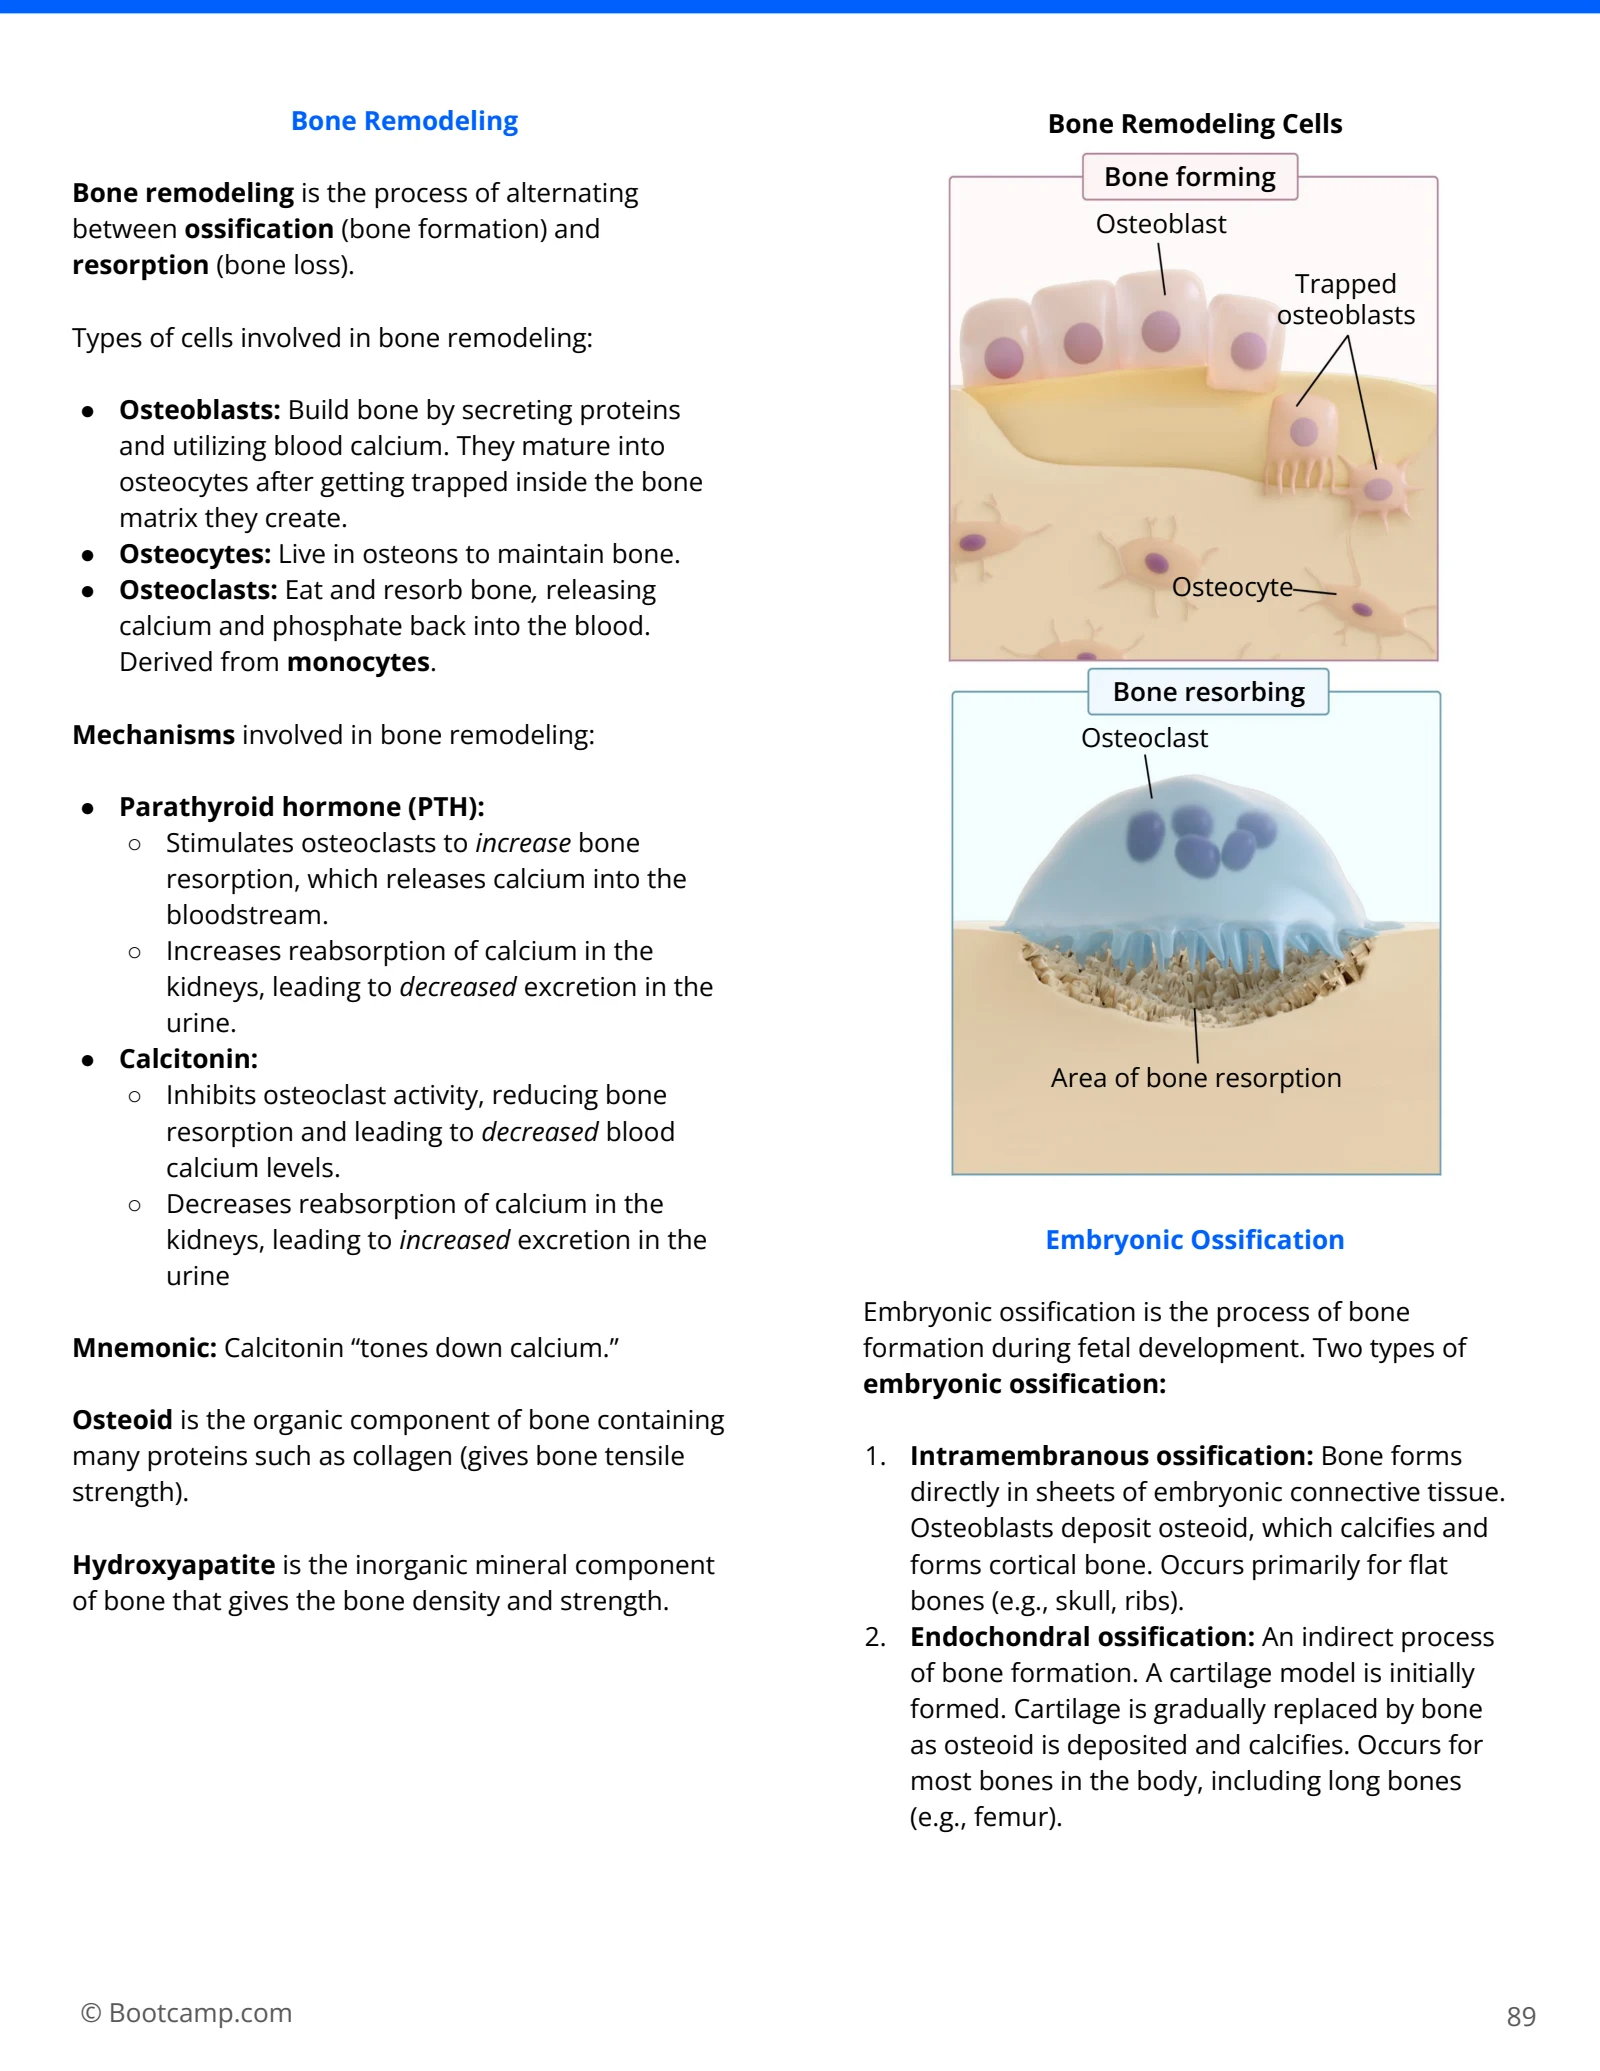 Bone Remodeling
Bone remodeling is the process of alternating
between ossification (bone formation) and
resorption (bone loss).
Types of cells involved in bone remodeling:
● Osteoblasts: Build bone by secreting proteins
and utilizing blood calcium. They mature into
osteocytes after getting trapped inside the bone
matrix they create.
● Osteocytes: Live in osteons to maintain bone.
● Osteoclasts: Eat and resorb bone, releasing
calcium and phosphate back into the blood.
Derived from monocytes.
Mechanisms involved in bone remodeling:
● Parathyroid hormone (PTH):
○ Stimulates osteoclasts to increase bone
resorption, which releases calcium into the
bloodstream.
○ Increases reabsorption of calcium in the
kidneys, leading to decreased excretion in the
urine.
● Calcitonin:
○ Inhibits osteoclast activity, reducing bone
resorption and leading to decreased blood
calcium levels.
○ Decreases reabsorption of calcium in the
kidneys, leading to increased excretion in the
urine
Mnemonic: Calcitonin “tones down calcium.”
Osteoid is the organic component of bone containing
many proteins such as collagen (gives bone tensile
strength).
Hydroxyapatite is the inorganic mineral component
of bone that gives the bone density and strength.
Bone Remodeling Cells
Bone forming
Osteoblast
Trapped
osteoblasts
Osteocyte
Bone resorbing
Osteoclast
Area of bone resorption
Embryonic Ossification
Embryonic ossification is the process of bone
formation during fetal development. Two types of
embryonic ossification:
1. Intramembranous ossification: Bone forms
directly in sheets of embryonic connective tissue.
Osteoblasts deposit osteoid, which calcifies and
forms cortical bone. Occurs primarily for flat
bones (e.g., skull, ribs).
2. Endochondral ossification: An indirect process
of bone formation. A cartilage model is initially
formed. Cartilage is gradually replaced by bone
as osteoid is deposited and calcifies. Occurs for
most bones in the body, including long bones
(e.g., femur).
© Bootcamp.com
89